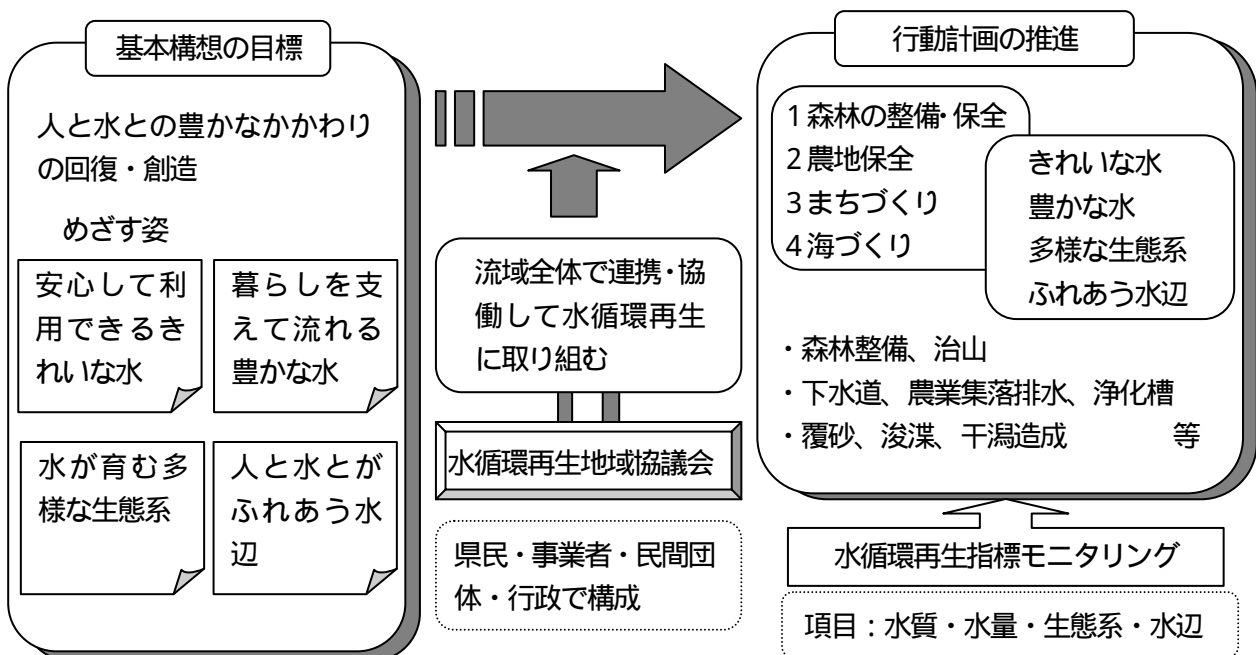 基本構想の目標
人と水との豊かなかかわり
の回復・創造
めざす姿
安心して利
用できるき
れいな水
暮らしを支
えて流れる
豊かな水
水が育む多
様な生態系
人と水とが
ふれあう水
辺
流域全体で連携・協
働して水循環再生
に取り組む
水循環再生地域協議会
県民・事業者・民間団
体・行政で構成
行動計画の推進
1 森林の整備・保全
2 農地保全
3 まちづくり
4 海づくり
きれいな水
豊かな水
多様な生態系
ふれあう水辺
・森林整備、治山
・下水道、農業集落排水、浄化槽
・覆砂、浚渫、干潟造成 等
水循環再生指標モニタリング
項目：水質・水量・生態系・水辺